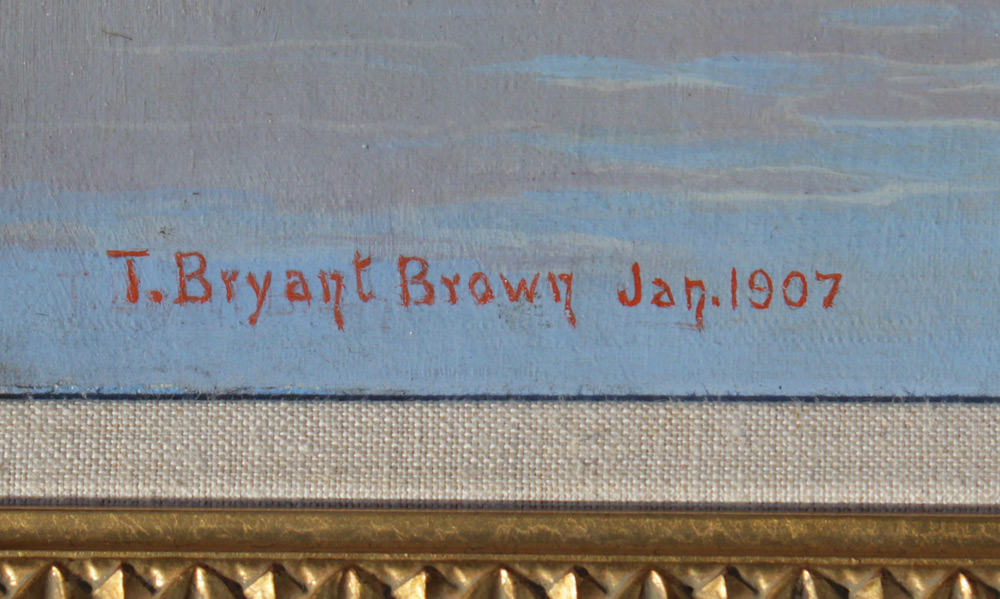 T. Bryant Brown Jan. 1907